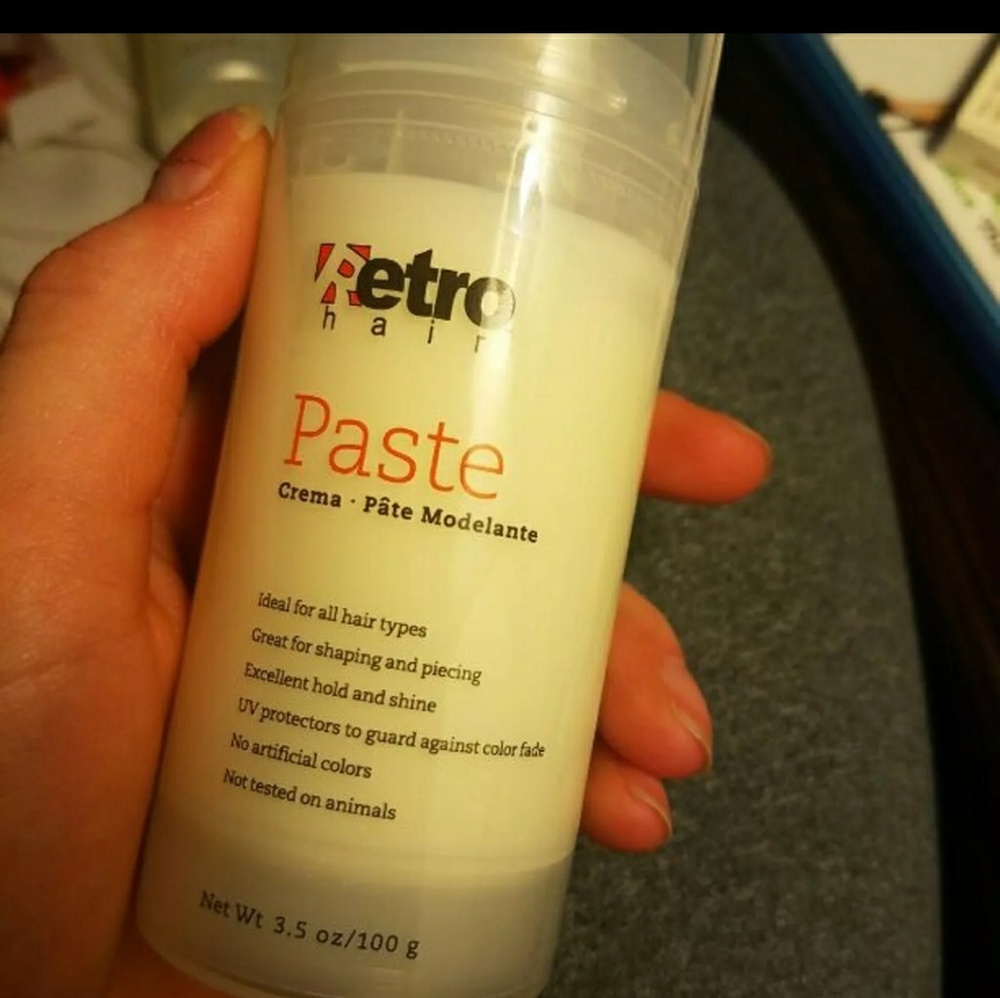 Retro
hair
Paste
Crema · Pâte Modelante
Ideal for all hair types
Great for shaping and piecing
Excellent hold and shine
UV protectors to guard against color fade
No artificial colors
Not tested on animals
Net Wt 3.5 oz/100 g